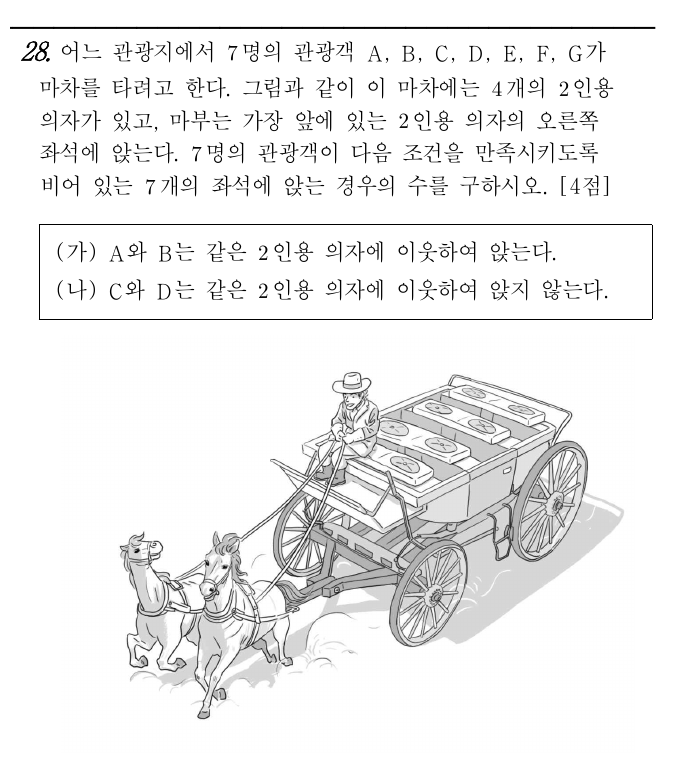 28. 어느 관광지에서 7명의 관광객 A, B, C, D, E, F, G가
마차를 타려고 한다. 그림과 같이 이 마차에는 4개의 2인용
의자가 있고, 마부는 가장 앞에 있는 2인용 의자의 오른쪽
좌석에 앉는다. 7명의 관광객이 다음 조건을 만족시키도록
비어 있는 7개의 좌석에 앉는 경우의 수를 구하시오. [4점]
(가) A와 B는 같은 2인용 의자에 이웃하여 앉는다.
(나) C와 D는 같은 2인용 의자에 이웃하여 앉지 않는다.